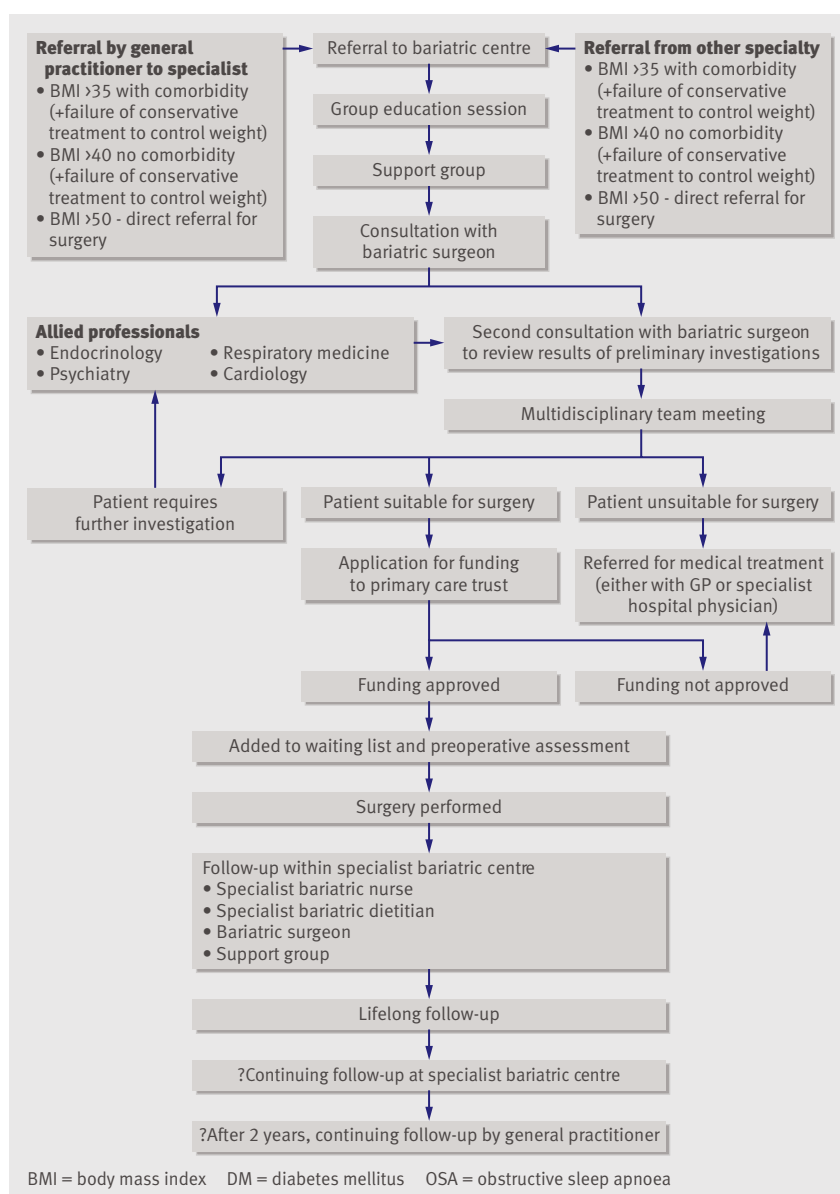 Referral by general
practitioner to specialist
• BMI >35 with comorbidity
(+failure of conservative
treatment to control weight)
• BMI >40 no comorbidity
(+failure of conservative
treatment to control weight)
• BMI >50 - direct referral for
surgery
Referral to bariatric centre
Group education session
Support group
Consultation with
bariatric surgeon
Referral from other specialty
• BMI >35 with comorbidity
(+failure of conservative
treatment to control weight)
• BMI >40 no comorbidity
(+failure of conservative
treatment to control weight)
• BMI >50 - direct referral for
surgery
Allied professionals
• Endocrinology • Respiratory medicine
• Psychiatry • Cardiology
Second consultation with bariatric surgeon
to review results of preliminary investigations
Multidisciplinary team meeting
Patient requires
further investigation
Patient suitable for surgery
Patient unsuitable for surgery
Application for funding
to primary care trust
Referred for medical treatment
(either with GP or specialist
hospital physician)
Funding approved
Funding not approved
Added to waiting list and preoperative assessment
Surgery performed
Follow-up within specialist bariatric centre
• Specialist bariatric nurse
• Specialist bariatric dietitian
• Bariatric surgeon
• Support group
Lifelong follow-up
?Continuing follow-up at specialist bariatric centre
?After 2 years, continuing follow-up by general practitioner
BMI = body mass index DM = diabetes mellitus OSA = obstructive sleep apnoea